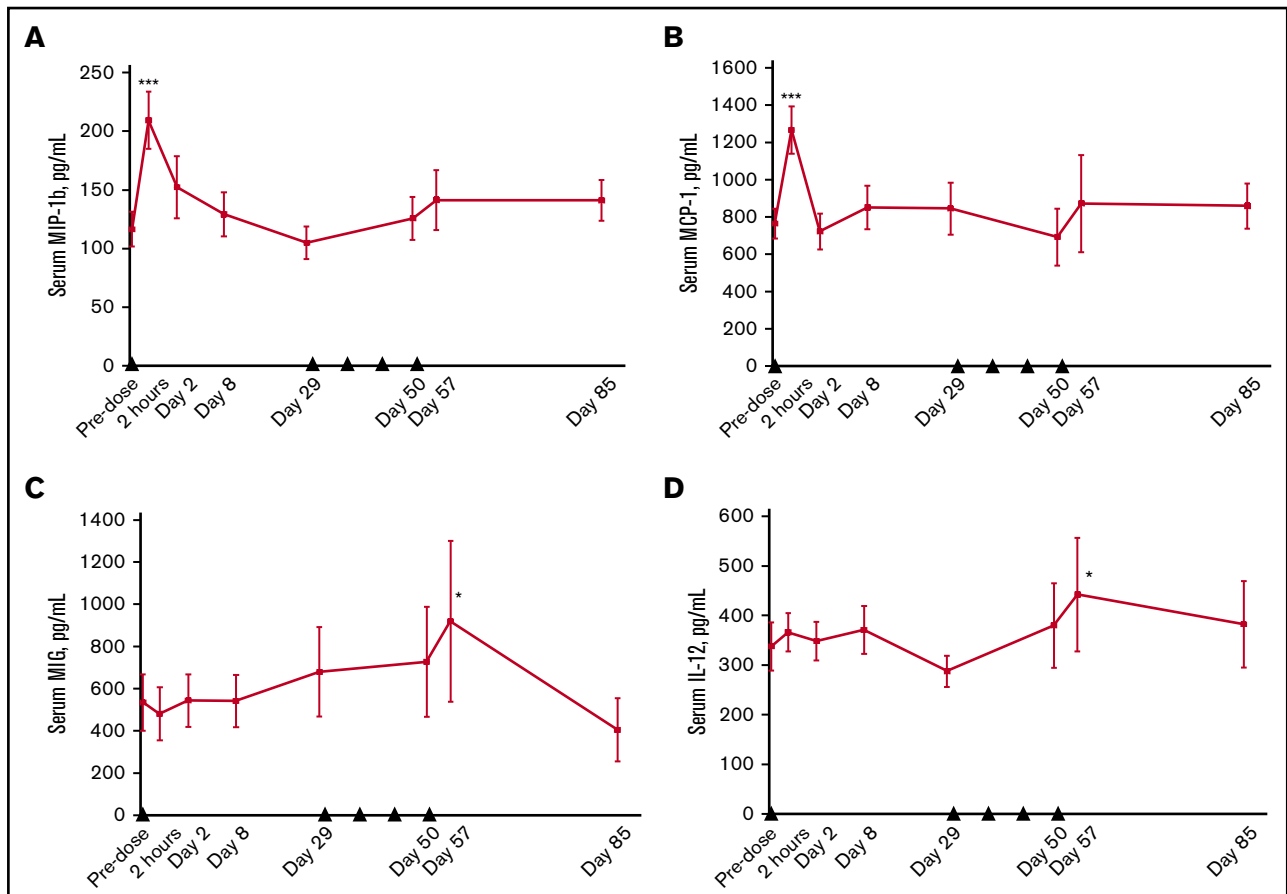 A
Serum MIP-1b, pg/mL
250
200
150
100
50
0
***
Pre-dose
2 hours
Day 2
Day 8
Day 29
Day 50
Day 57
Day 85
B
Serum MCP-1, pg/mL
1600
1400
1200
1000
800
600
400
200
0
***
Pre-dose
2 hours
Day 2
Day 8
Day 29
Day 50
Day 57
Day 85
C
Serum MIG, pg/mL
1400
1200
1000
800
600
400
200
0
*
Pre-dose
2 hours
Day 2
Day 8
Day 29
Day 50
Day 57
Day 85
D
Serum IL-12, pg/mL
600
500
400
300
200
100
0
*
Pre-dose
2 hours
Day 2
Day 8
Day 29
Day 50
Day 57
Day 85